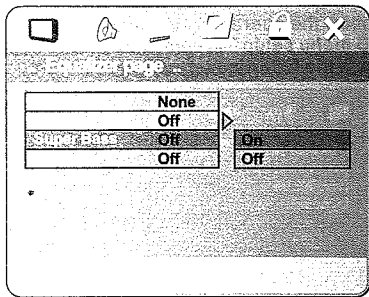 .. Equalizer page ..
None
Off
Super Bass Off On
Off Off